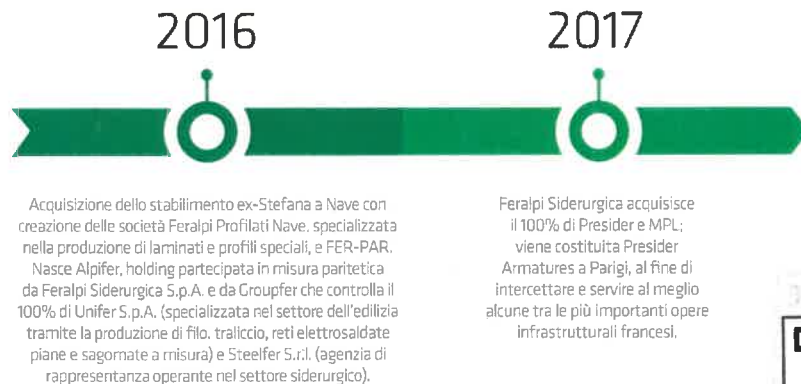 2016
Acquisizione dello stabilimento ex-Stefana a Nave con
creazione delle società Feralpi Profilati Nave, specializzata
nella produzione di laminati e profili speciali, e FER-PAR.
Nasce Alpifer, holding partecipata in misura paritetica
da Feralpi Siderurgica S.p.A. e da Groupfer che controlla il
100% di Unifer S.p.A. (specializzata nel settore dell'edilizia
tramite la produzione di filo, traliccio, reti elettrosaldate
piane e sagomate a misura) e Steelfer S.r.l. (agenzia di
rappresentanza operante nel settore siderurgico).
2017
Feralpi Siderurgica acquisisce
il 100% di Presider e MPL;
viene costituita Presider
Armatures a Parigi, al fine di
intercettare e servire al meglio
alcune tra le più importanti opere
infrastrutturali francesi.